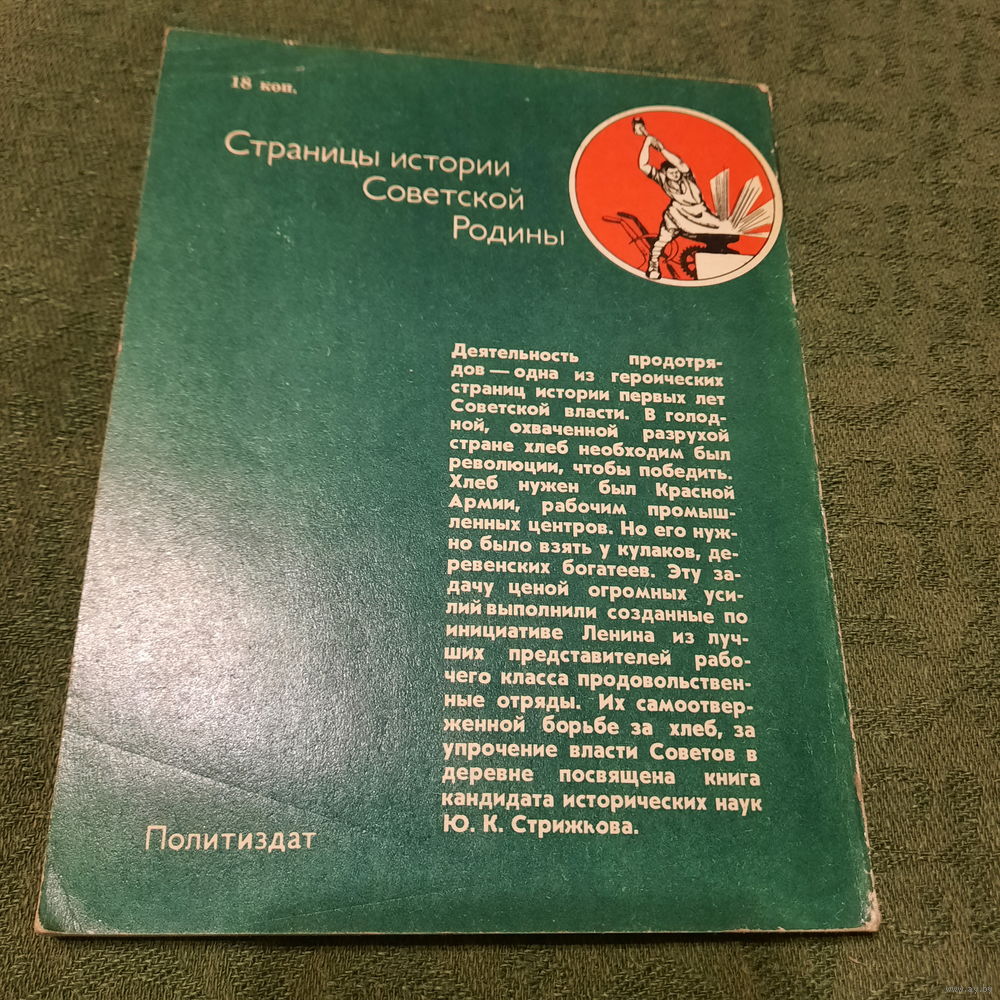 18 коп.
Страницы истории
Советской
Родины
Деятельность продотря-
дов — одна из героических
страниц истории первых лет
Советской власти. В голод-
ной, охваченной разрухой
стране хлеб необходим был
революции, чтобы победить.
Хлеб нужен был Красной
Армии, рабочим промыш-
ленных центров. Но его нуж-
но было взять у кулаков, де-
ревенских богатеев. Эту за-
дачу ценой огромных уси-
лий выполнили созданные по
инициативе Ленина из луч-
ших представителей рабо-
чего класса продовольствен-
ные отряды. Их самоотвер-
женной борьбе за хлеб, за
упрочение власти Советов в
деревне посвящена книга
кандидата исторических наук
Ю. К. Стрижкова.
Политиздат
www.ay.by